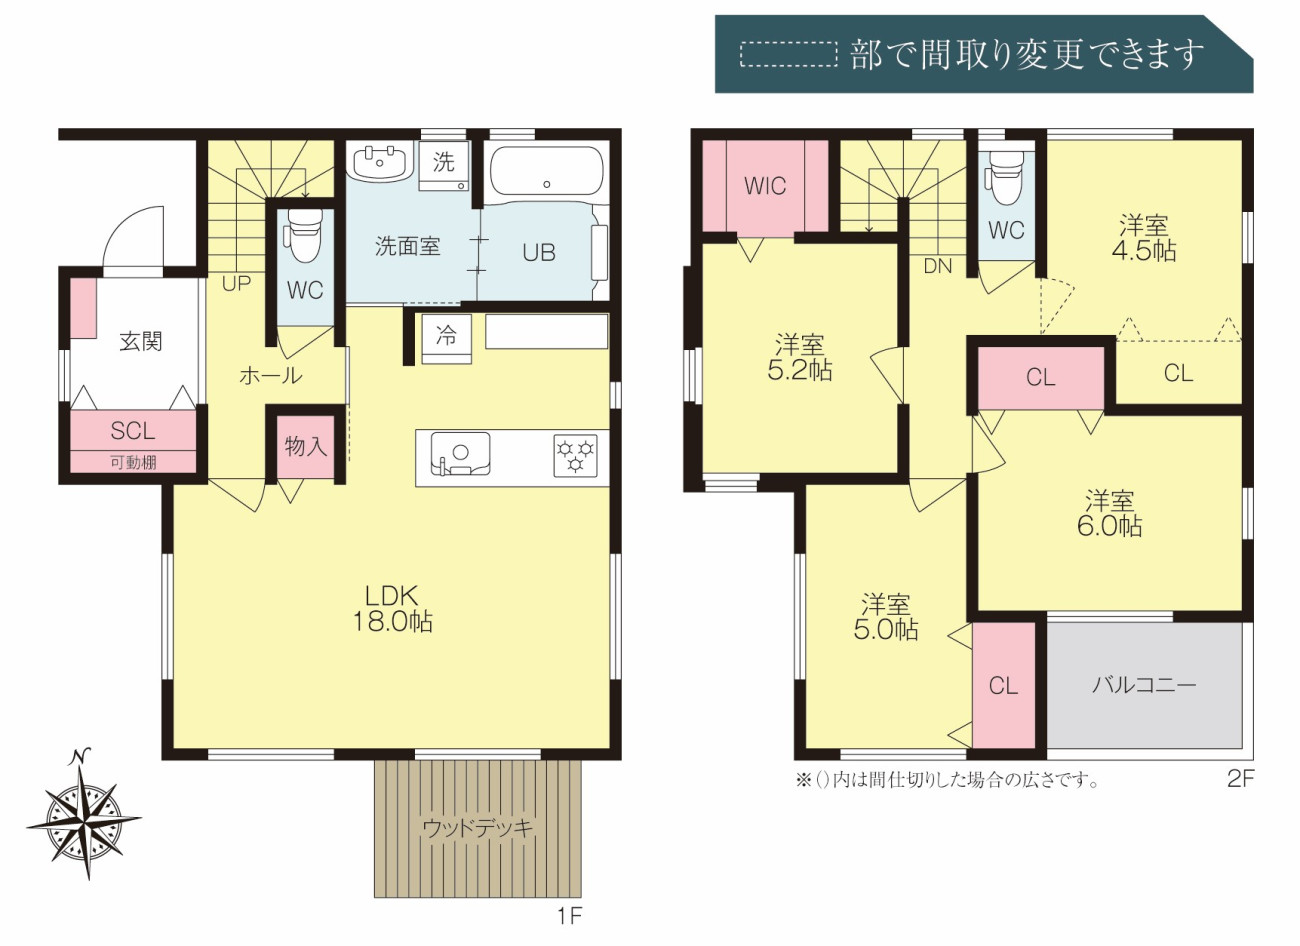 部で間取り変更できます
洗
洗面室
UB
WC
UP
玄関
ホール
冷
SCL
可動棚
物入
LDK
18.0帖
ウッドデッキ
1F
N
WIC
WC
DN
洋室
4.5帖
CL
洋室
5.2帖
CL
洋室
6.0帖
洋室
5.0帖
CL
バルコニー
※()内は間仕切りした場合の広さです。
2F